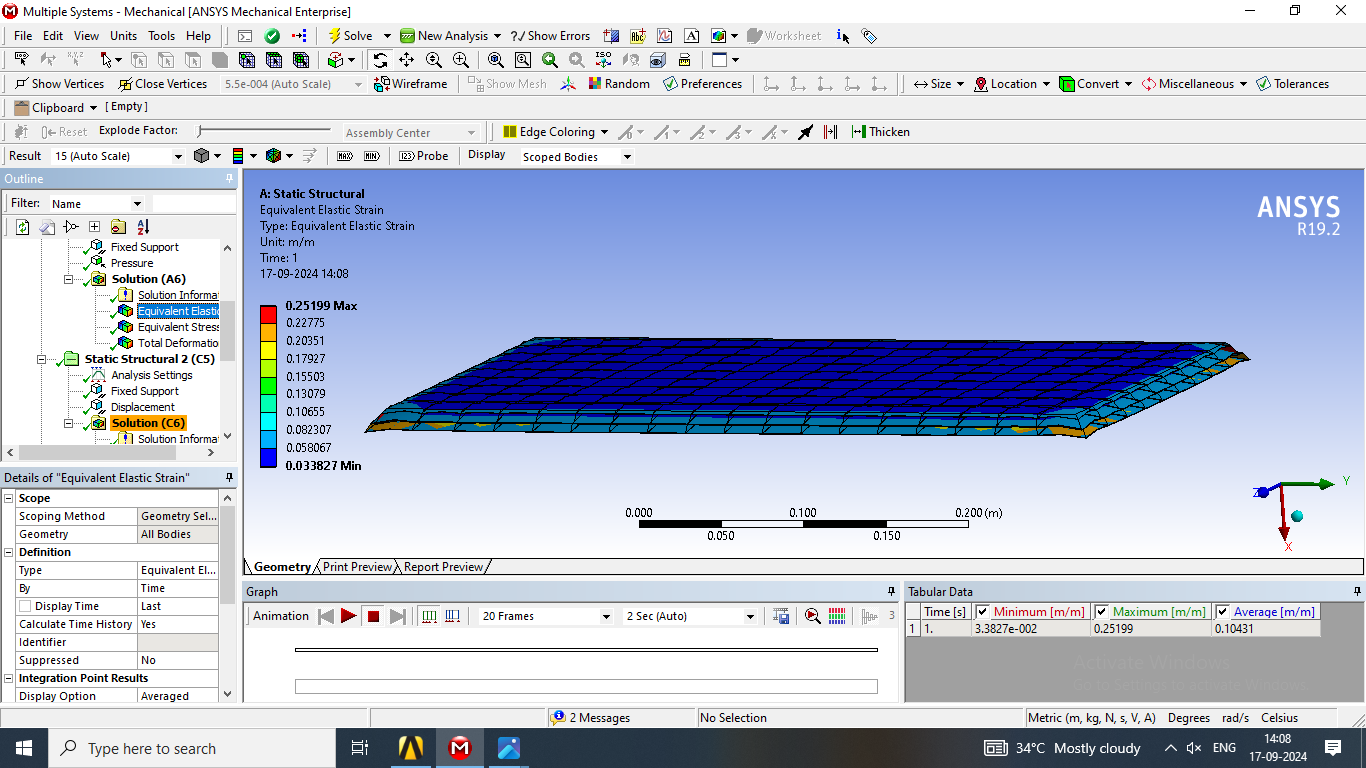 Multiple Systems - Mechanical [ANSYS Mechanical Enterprise]
File Edit View Units Tools Help Solve New Analysis ?/ Show Errors Worksheet
Show Vertices Close Vertices 5.5e-004 (Auto Scale) Wireframe Show Mesh Random Preferences Size Location Convert Miscellaneous Tolerances
Clipboard [ Empty ]
Reset Explode Factor: Assembly Center Edge Coloring Thicken
Result 15 (Auto Scale) MAX MIN 123 Probe Display Scoped Bodies
Outline
Filter: Name
Fixed Support
Pressure
Solution (A6)
Solution Informa
Equivalent Elastic
Equivalent Stress
Total Deformatio
Static Structural 2 (C5)
Analysis Settings
Fixed Support
Displacement
Solution (C6)
Solution Informa
Details of "Equivalent Elastic Strain"
Scope
Scoping Method Geometry Sel...
Geometry All Bodies
Definition
Type Equivalent El...
By Time
Display Time Last
Calculate Time History Yes
Identifier
Suppressed No
Integration Point Results
Display Option Averaged
A: Static Structural
Equivalent Elastic Strain
Type: Equivalent Elastic Strain
Unit: m/m
Time: 1
17-09-2024 14:08
0.25199 Max
0.22775
0.20351
0.17927
0.15503
0.13079
0.10655
0.082307
0.058067
0.033827 Min
ANSYS
R19.2
0.000 0.100 0.200 (m)
0.050 0.150
Y
Z
X
Geometry Print Preview Report Preview
Graph
Animation 20 Frames 2 Sec (Auto) 3
Tabular Data
Time [s] Minimum [m/m] Maximum [m/m] Average [m/m]
1 1. 3.3827e-002 0.25199 0.10431
Activate Windows
Go to Settings to activate Windows.
2 Messages No Selection Metric (m, kg, N, s, V, A) Degrees rad/s Celsius
Type here to search 34°C Mostly cloudy ENG 14:08
17-09-2024